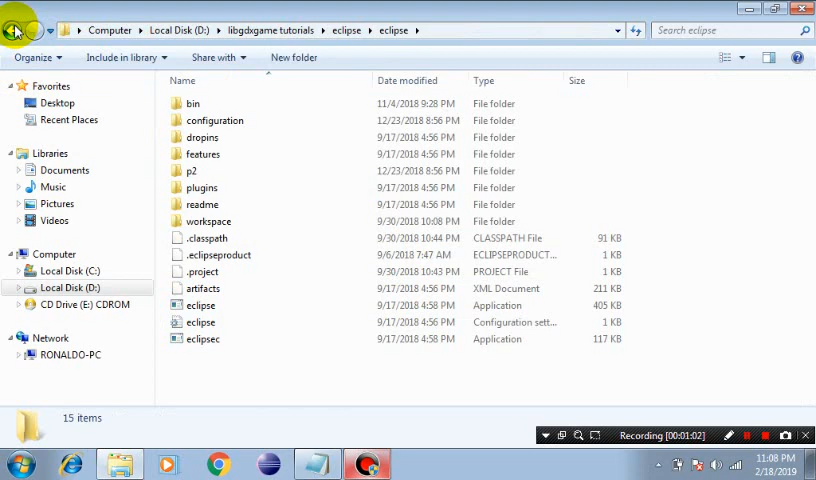 Computer Local Disk (D:) libgdxgame tutorials eclipse eclipse Search eclipse
Organize Include in library Share with New folder
Name Date modified Type Size
Favorites
Desktop
Recent Places
Libraries
Documents
Music
Pictures
Videos
Computer
Local Disk (C:)
Local Disk (D:)
CD Drive (E:) CDROM
Network
RONALDO-PC
bin 11/4/2018 9:28 PM File folder
configuration 12/23/2018 8:56 PM File folder
dropins 9/17/2018 4:56 PM File folder
features 9/17/2018 4:56 PM File folder
p2 12/23/2018 8:56 PM File folder
plugins 9/17/2018 4:56 PM File folder
readme 9/17/2018 4:56 PM File folder
workspace 9/30/2018 10:08 PM File folder
.classpath 9/30/2018 10:44 PM CLASSPATH File 91 KB
.eclipseproduct 9/6/2018 7:47 AM ECLIPSEPRODUCT... 1 KB
.project 9/30/2018 10:43 PM PROJECT File 1 KB
artifacts 9/17/2018 4:56 PM XML Document 211 KB
eclipse 9/17/2018 4:58 PM Application 405 KB
eclipse 9/17/2018 4:56 PM Configuration sett... 1 KB
eclipsec 9/17/2018 4:58 PM Application 117 KB
15 items
Recording [00:01:02]
11:08 PM
2/18/2019